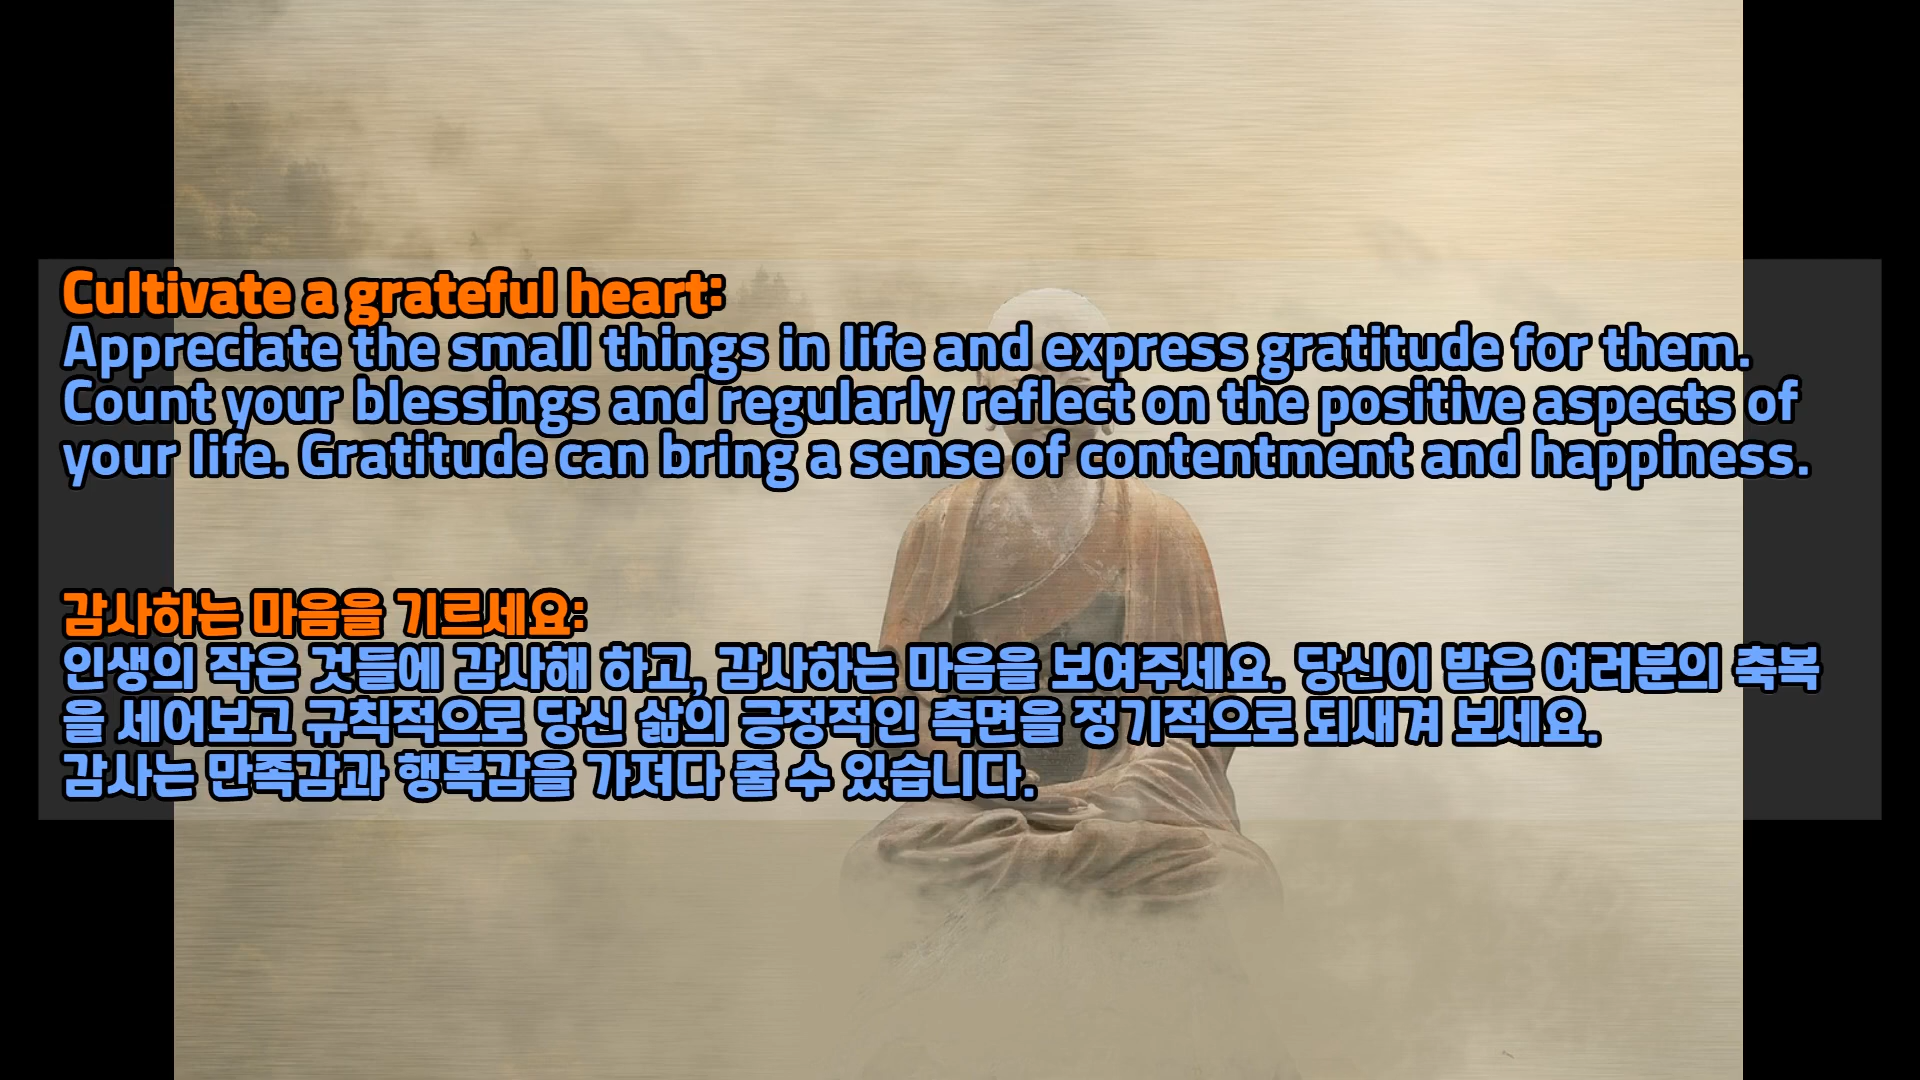 Cultivate a grateful heart:
Appreciate the small things in life and express gratitude for them.
Count your blessings and regularly reflect on the positive aspects of
your life. Gratitude can bring a sense of contentment and happiness.
감사하는 마음을 기르세요:
인생의 작은 것들에 감사해 하고, 감사하는 마음을 보여주세요. 당신이 받은 여러분의 축복
을 세어보고 규칙적으로 당신 삶의 긍정적인 측면을 정기적으로 되새겨 보세요.
감사는 만족감과 행복감을 가져다 줄 수 있습니다.